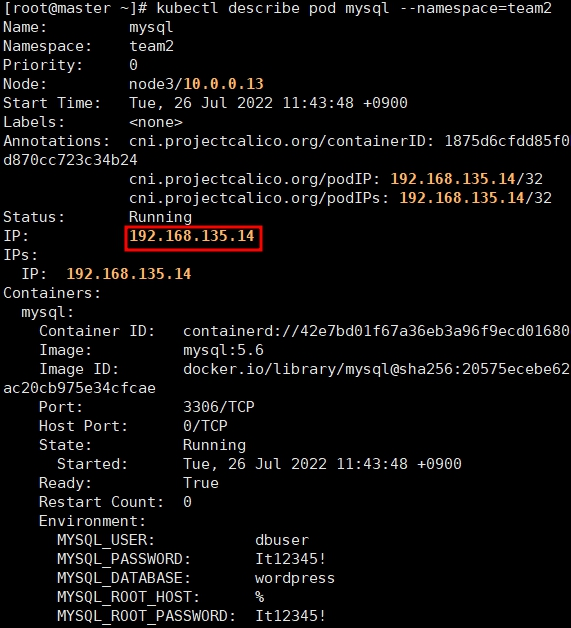 [root@master ~]# kubectl describe pod mysql --namespace=team2
Name:         mysql
Namespace:    team2
Priority:     0
Node:         node3/10.0.0.13
Start Time:   Tue, 26 Jul 2022 11:43:48 +0900
Labels:       <none>
Annotations:  cni.projectcalico.org/containerID: 1875d6cfdd85f0
d870cc723c34b24
              cni.projectcalico.org/podIP: 192.168.135.14/32
              cni.projectcalico.org/podIPs: 192.168.135.14/32
Status:       Running
IP:           192.168.135.14
IPs:
  IP:  192.168.135.14
Containers:
  mysql:
    Container ID:   containerd://42e7bd01f67a36eb3a96f9ecd01680
    Image:          mysql:5.6
    Image ID:       docker.io/library/mysql@sha256:20575ecebe62
ac20cb975e34cfcae
    Port:           3306/TCP
    Host Port:      0/TCP
    State:          Running
      Started:      Tue, 26 Jul 2022 11:43:48 +0900
    Ready:          True
    Restart Count:  0
    Environment:
      MYSQL_USER:           dbuser
      MYSQL_PASSWORD:       It12345!
      MYSQL_DATABASE:       wordpress
      MYSQL_ROOT_HOST:      %
      MYSQL_ROOT_PASSWORD:  It12345!